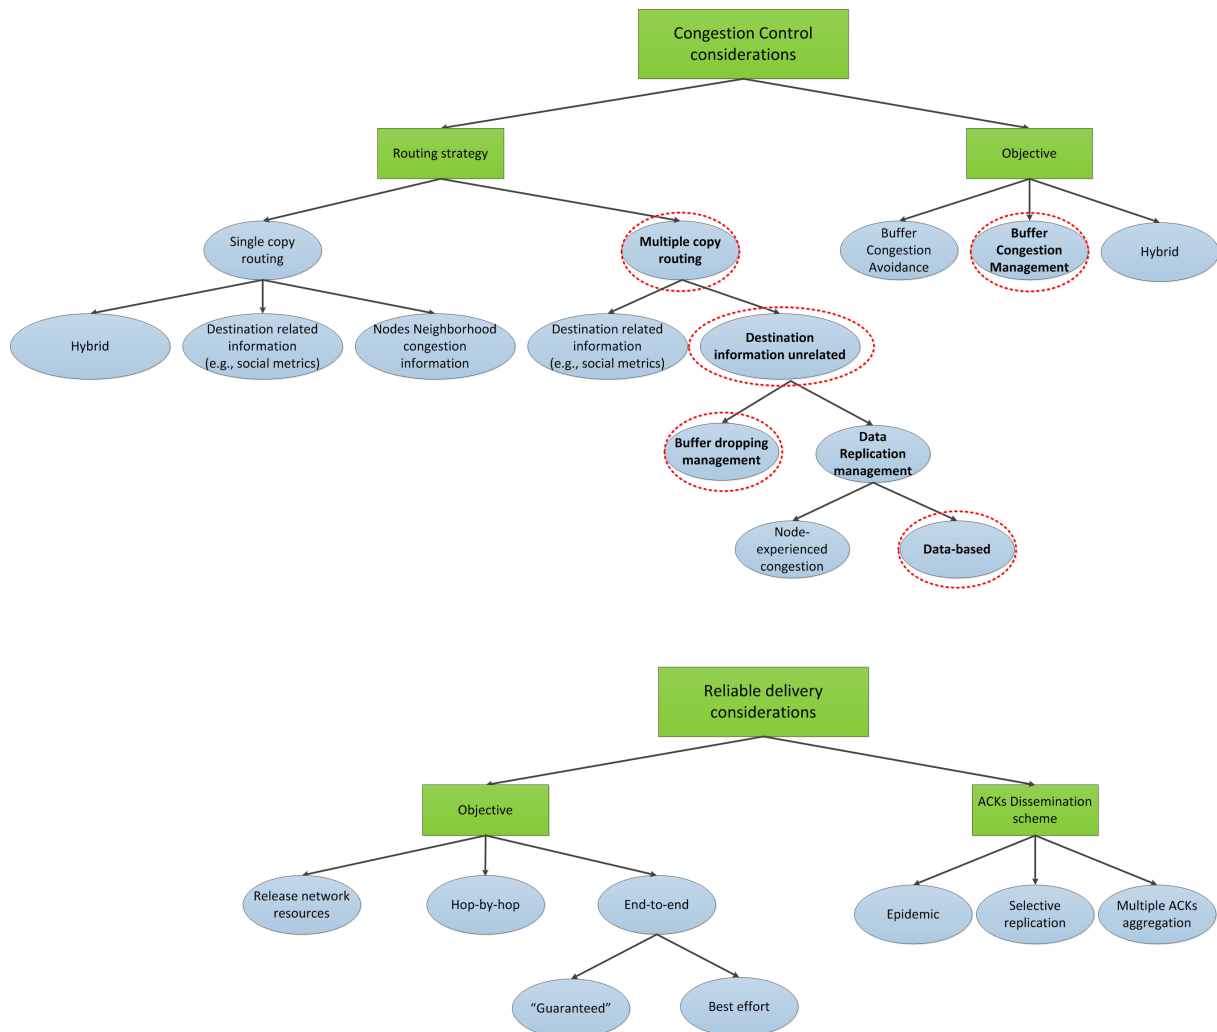 Congestion Control
considerations
Routing strategy
Objective
Single copy
routing
Multiple copy
routing
Buffer
Congestion
Avoidance
Buffer
Congestion
Management
Hybrid
Hybrid
Destination related
information
(e.g., social metrics)
Nodes Neighborhood
congestion
information
Destination related
information
(e.g., social metrics)
Destination
information unrelated
Buffer dropping
management
Data
Replication
management
Node-
experienced
congestion
Data-based
Reliable delivery
considerations
Objective
ACKs Dissemination
scheme
Release network
resources
Hop-by-hop
End-to-end
Epidemic
Selective
replication
Multiple ACKs
aggregation
“Guaranteed”
Best effort